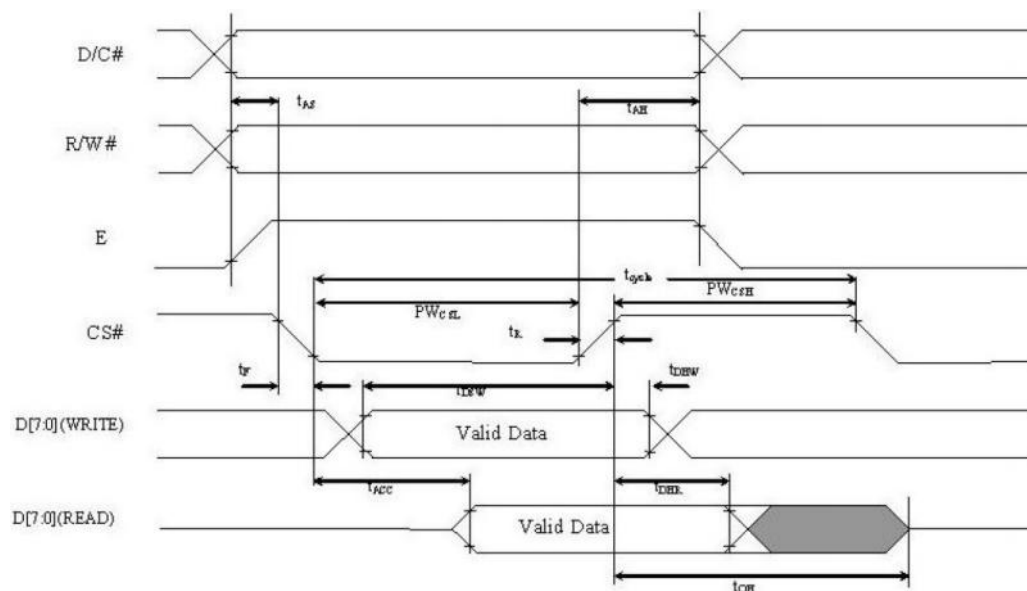 D/C#
tAS
tAH
R/W#
E
tcycle
PWCSL
PWCSH
CS#
tR
tF
tDSW
tDHW
D[7:0](WRITE)
Valid Data
tACC
tDHR
D[7:0](READ)
Valid Data
tOH